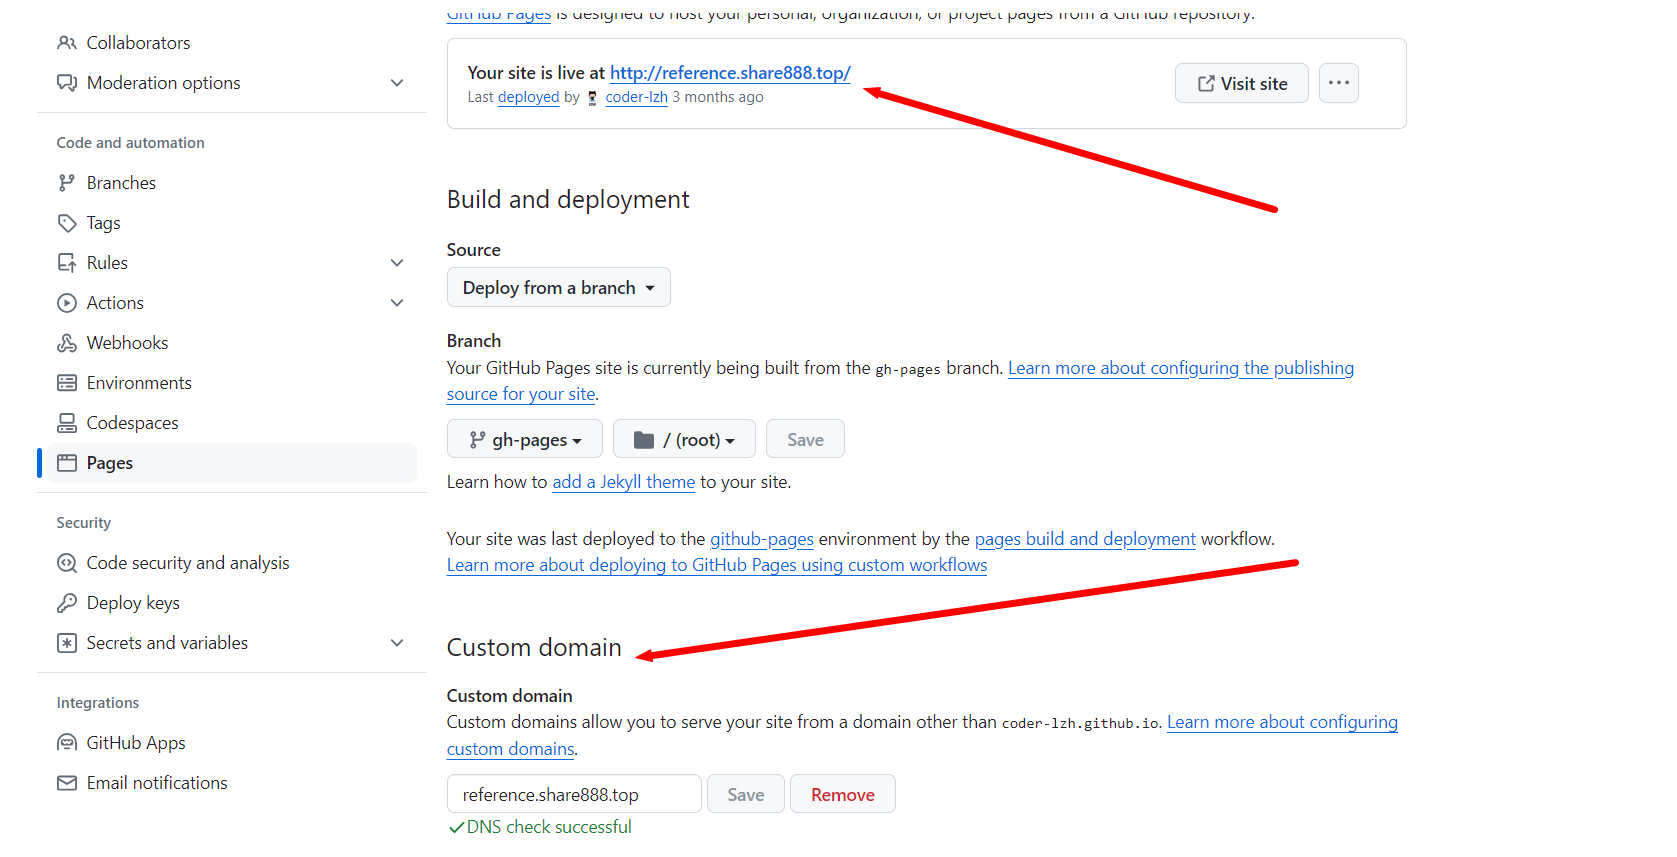 GitHub Pages is designed to host your personal, organization, or project pages from a GitHub repository.
Collaborators
Moderation options
Your site is live at http://reference.share888.top/
Last deployed by coder-lzh 3 months ago
Visit site
Code and automation
Branches
Tags
Rules
Actions
Webhooks
Environments
Codespaces
Pages
Security
Code security and analysis
Deploy keys
Secrets and variables
Integrations
GitHub Apps
Email notifications
Build and deployment
Source
Deploy from a branch
Branch
Your GitHub Pages site is currently being built from the gh-pages branch. Learn more about configuring the publishing
source for your site.
gh-pages
/ (root)
Save
Learn how to add a Jekyll theme to your site.
Your site was last deployed to the github-pages environment by the pages build and deployment workflow.
Learn more about deploying to GitHub Pages using custom workflows
Custom domain
Custom domain
Custom domains allow you to serve your site from a domain other than coder-lzh.github.io. Learn more about configuring
custom domains.
reference.share888.top
Save
Remove
DNS check successful